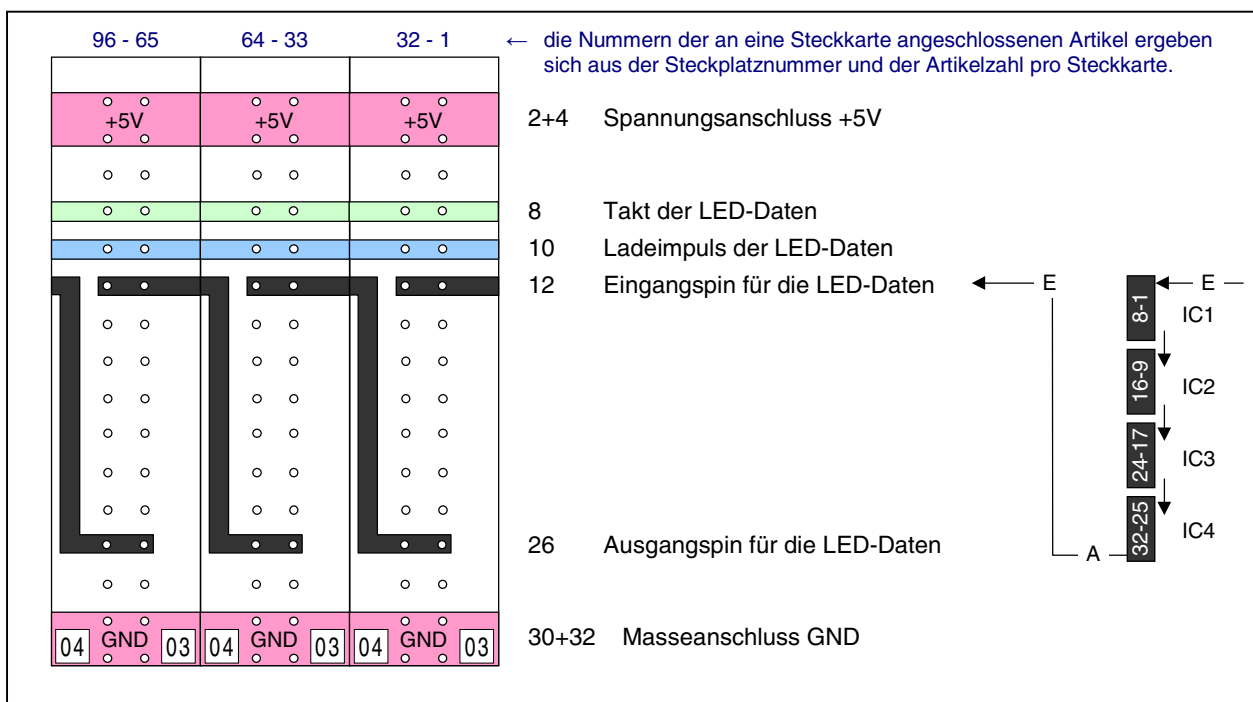 96 - 65 64 - 33 32 - 1 ← die Nummern der an eine Steckkarte angeschlossenen Artikel ergeben
sich aus der Steckplatznummer und der Artikelzahl pro Steckkarte.
+5V +5V +5V 2+4 Spannungsanschluss +5V
8 Takt der LED-Daten
10 Ladeimpuls der LED-Daten
12 Eingangspin für die LED-Daten E E
8-1 IC1
16-9 IC2
24-17 IC3
32-25 IC4
26 Ausgangspin für die LED-Daten A
04 GND 03 04 GND 03 04 GND 03 30+32 Masseanschluss GND